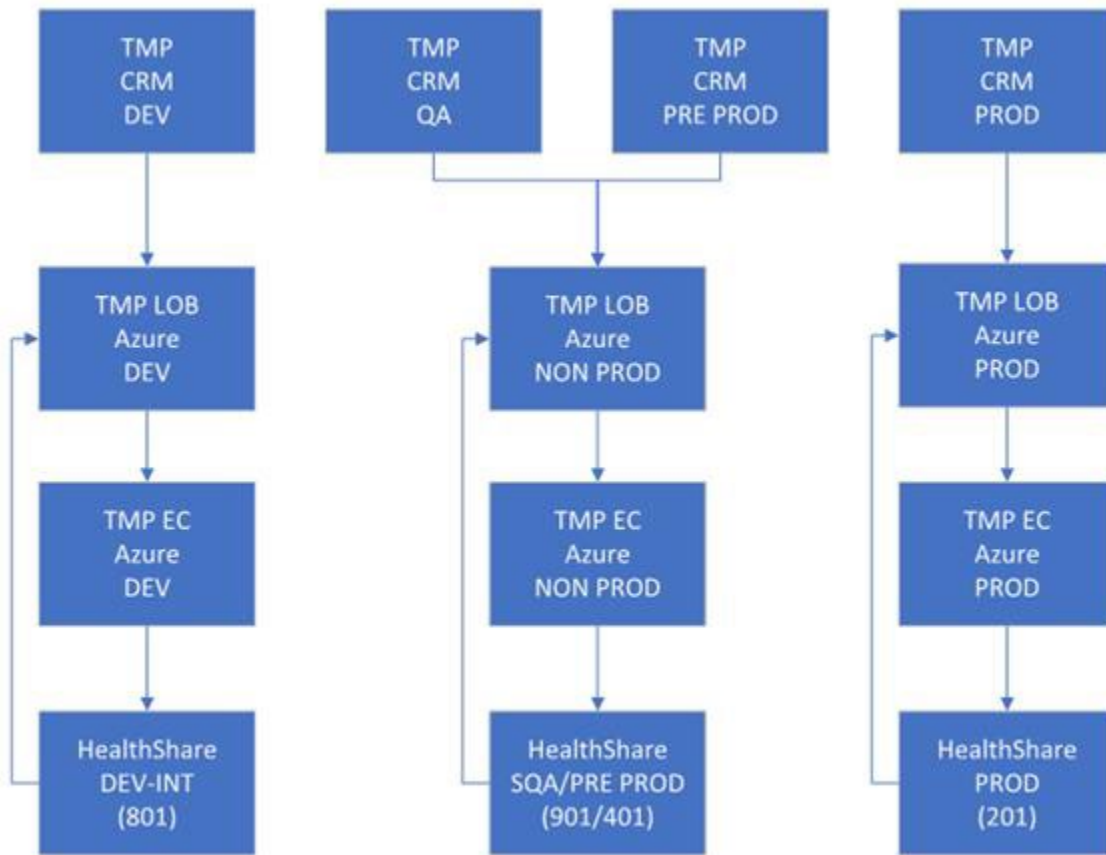 TMP
CRM
DEV
TMP
CRM
QA
TMP
CRM
PRE PROD
TMP
CRM
PROD
TMP LOB
Azure
DEV
TMP LOB
Azure
NON PROD
TMP LOB
Azure
PROD
TMP EC
Azure
DEV
TMP EC
Azure
NON PROD
TMP EC
Azure
PROD
HealthShare
DEV-INT
(801)
HealthShare
SQA/PRE PROD
(901/401)
HealthShare
PROD
(201)